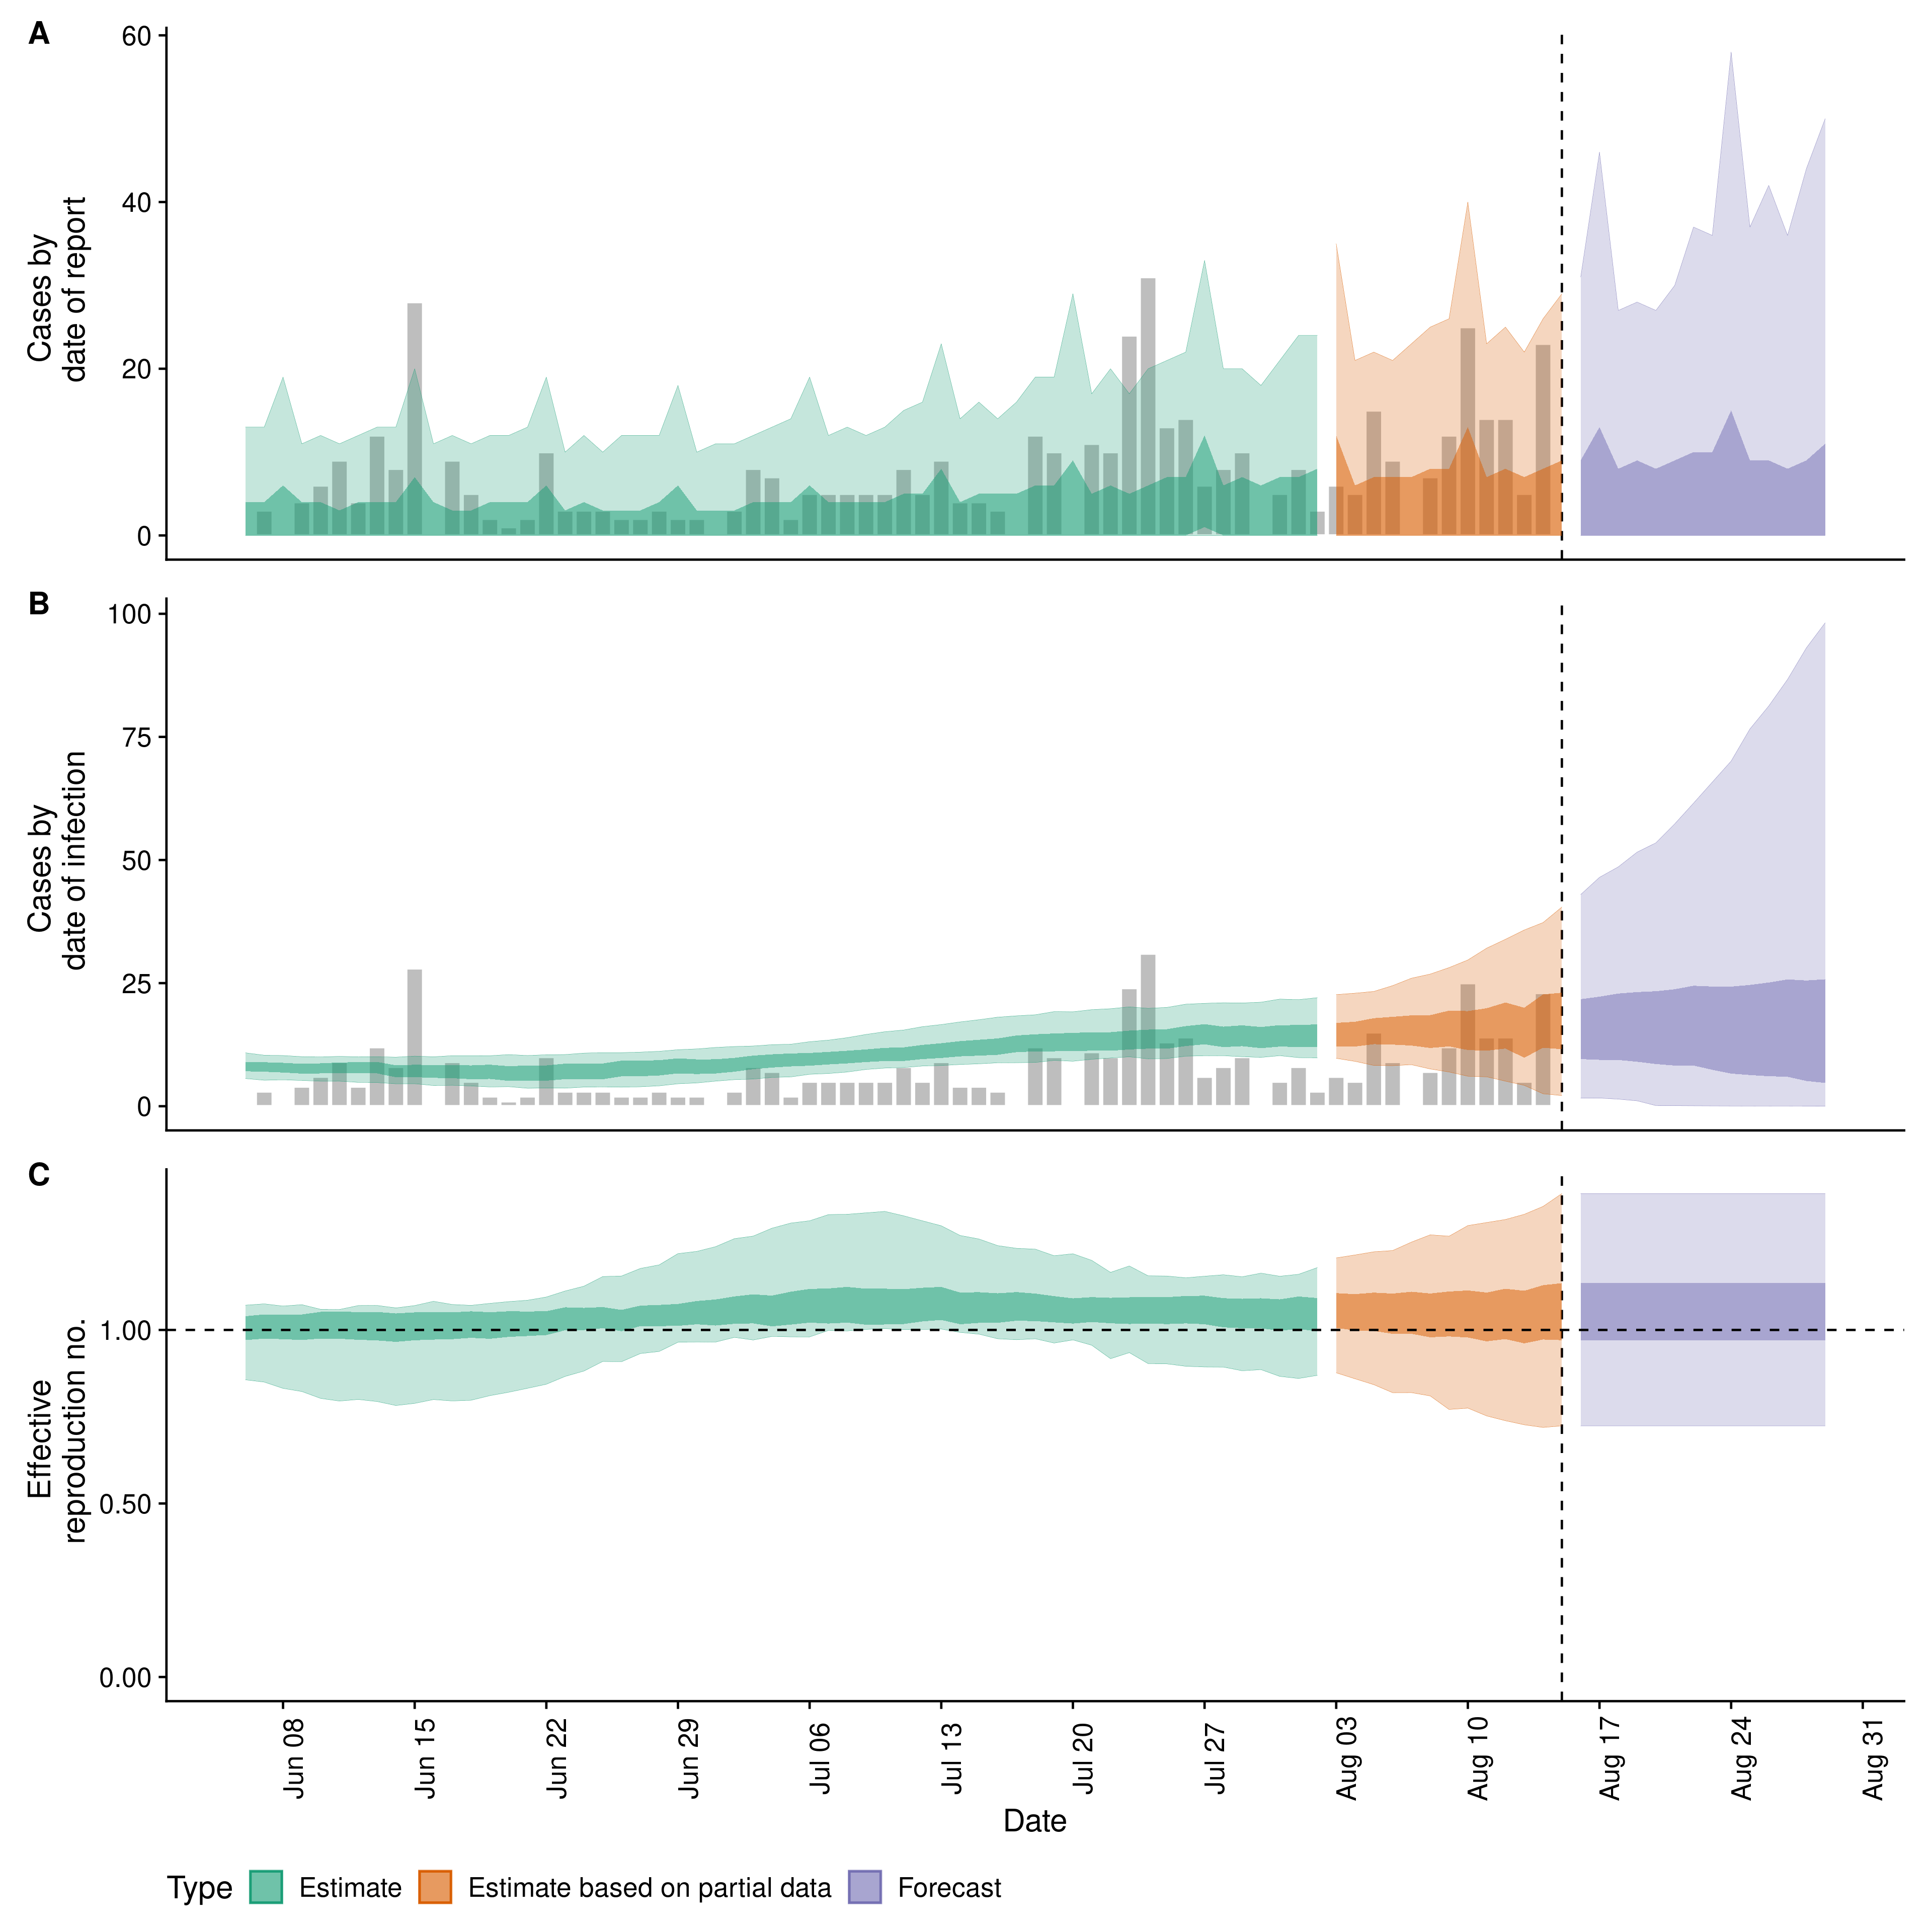 A
60
40
20
0
Cases by
date of report
B
100
75
50
25
0
Cases by
date of infection
C
1.00
0.50
0.00
Effective
reproduction no.
Jun 08
Jun 15
Jun 22
Jun 29
Jul 06
Jul 13
Jul 20
Jul 27
Aug 03
Aug 10
Aug 17
Aug 24
Aug 31
Date
Type Estimate Estimate based on partial data Forecast